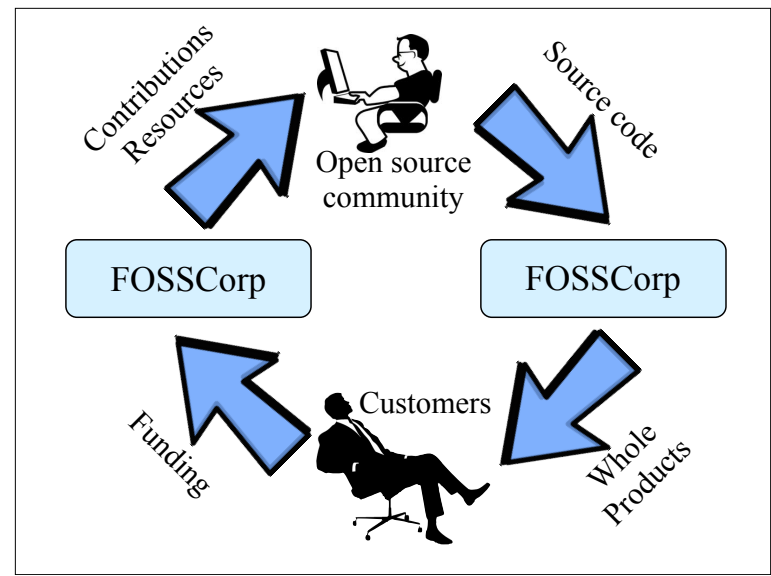 Contributions
Resources
Source code
Open source
community
FOSSCorp
FOSSCorp
Customers
Funding
Whole
Products